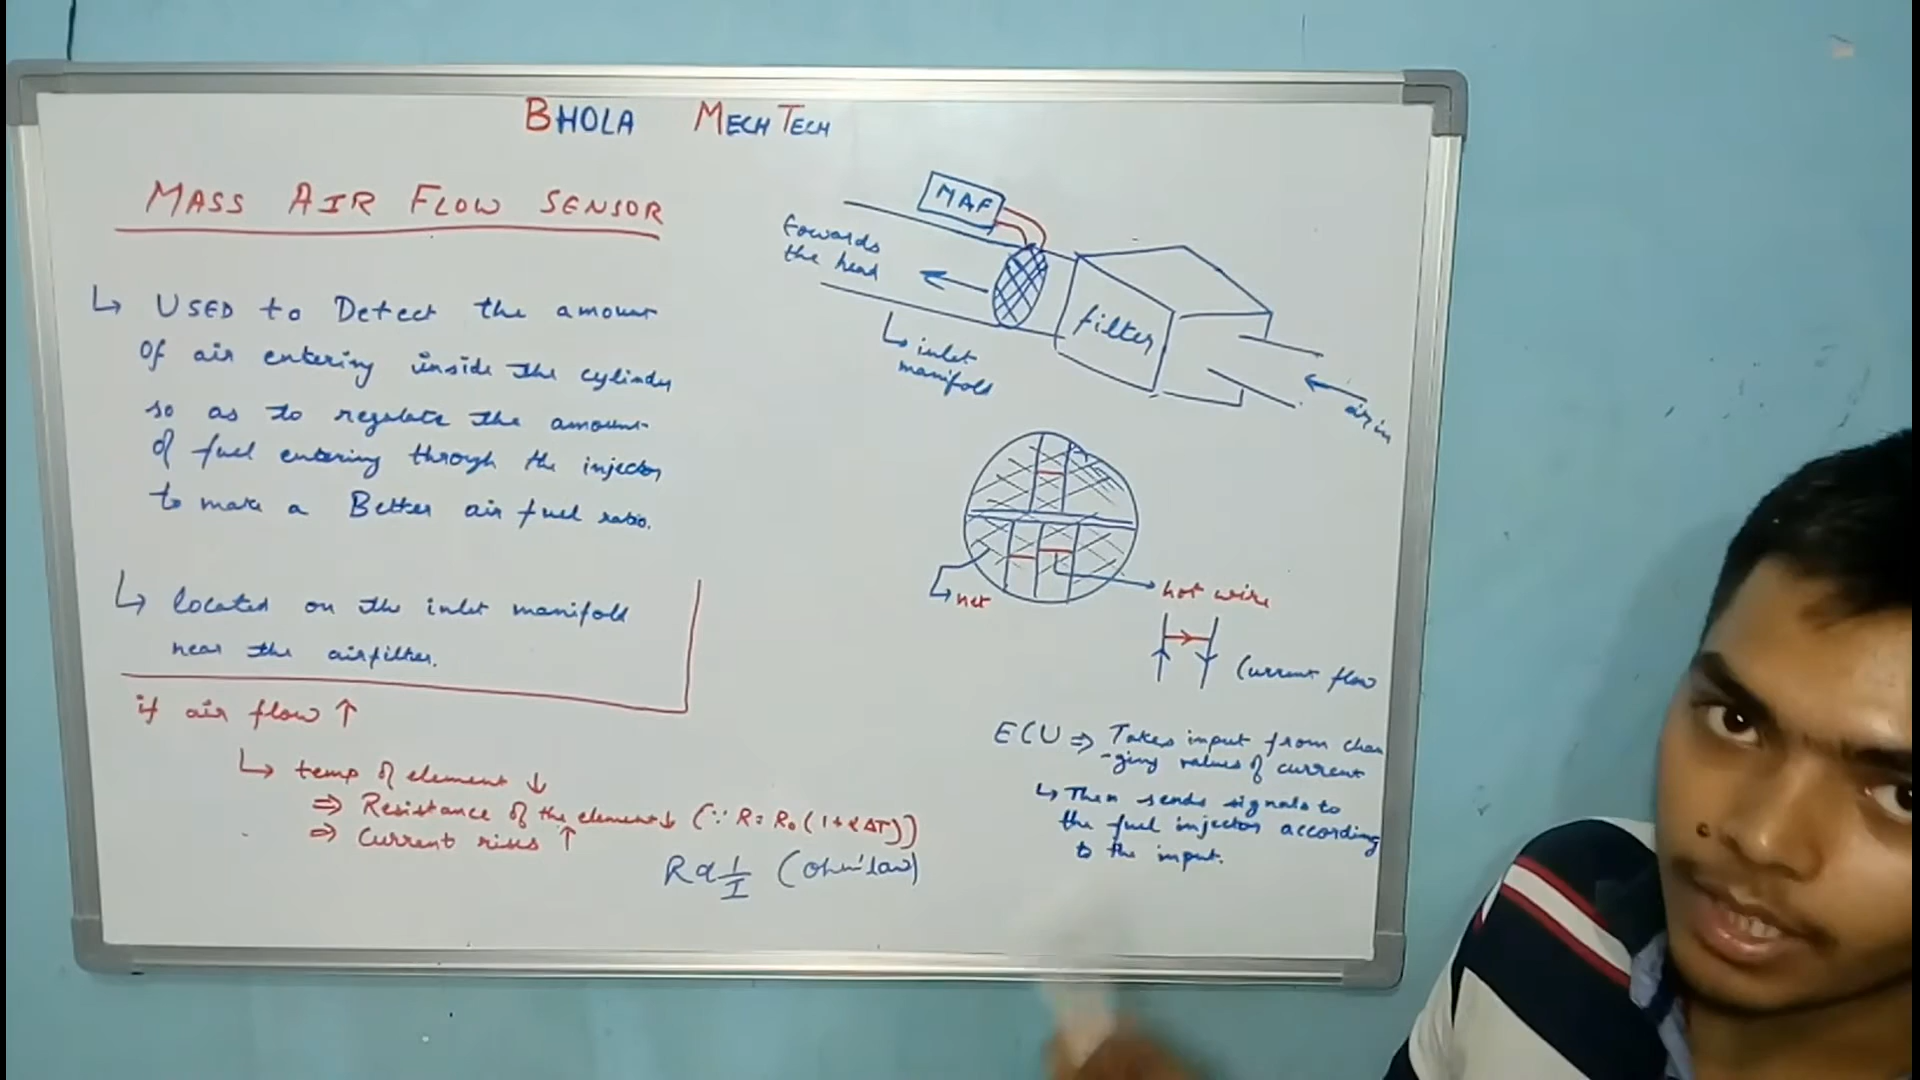 BHOLA MECH TECH
MASS AIR FLOW SENSOR
↳ USED to Detect the amount
of air entering inside the cylinder
so as to regulate the amount
of fuel entering through the injector
to make a Better air fuel ratio.
↳ located on the inlet manifold
near the airfilter.
if air flow ↑
↳ temp of element ↓
⇒ Resistance of the element ↓ (∵ R = R₀ (1 + αΔT))
⇒ Current rises ↑
R α 1/I (ohm'law)
MAF
towards
the head
filter
↳ inlet
manifold
air in
↳ net
hot wire
Current flow
ECU ⇒ Takes input from chan
-ging values of current
↳ Then sends signals to
the fuel injector according
to the input.